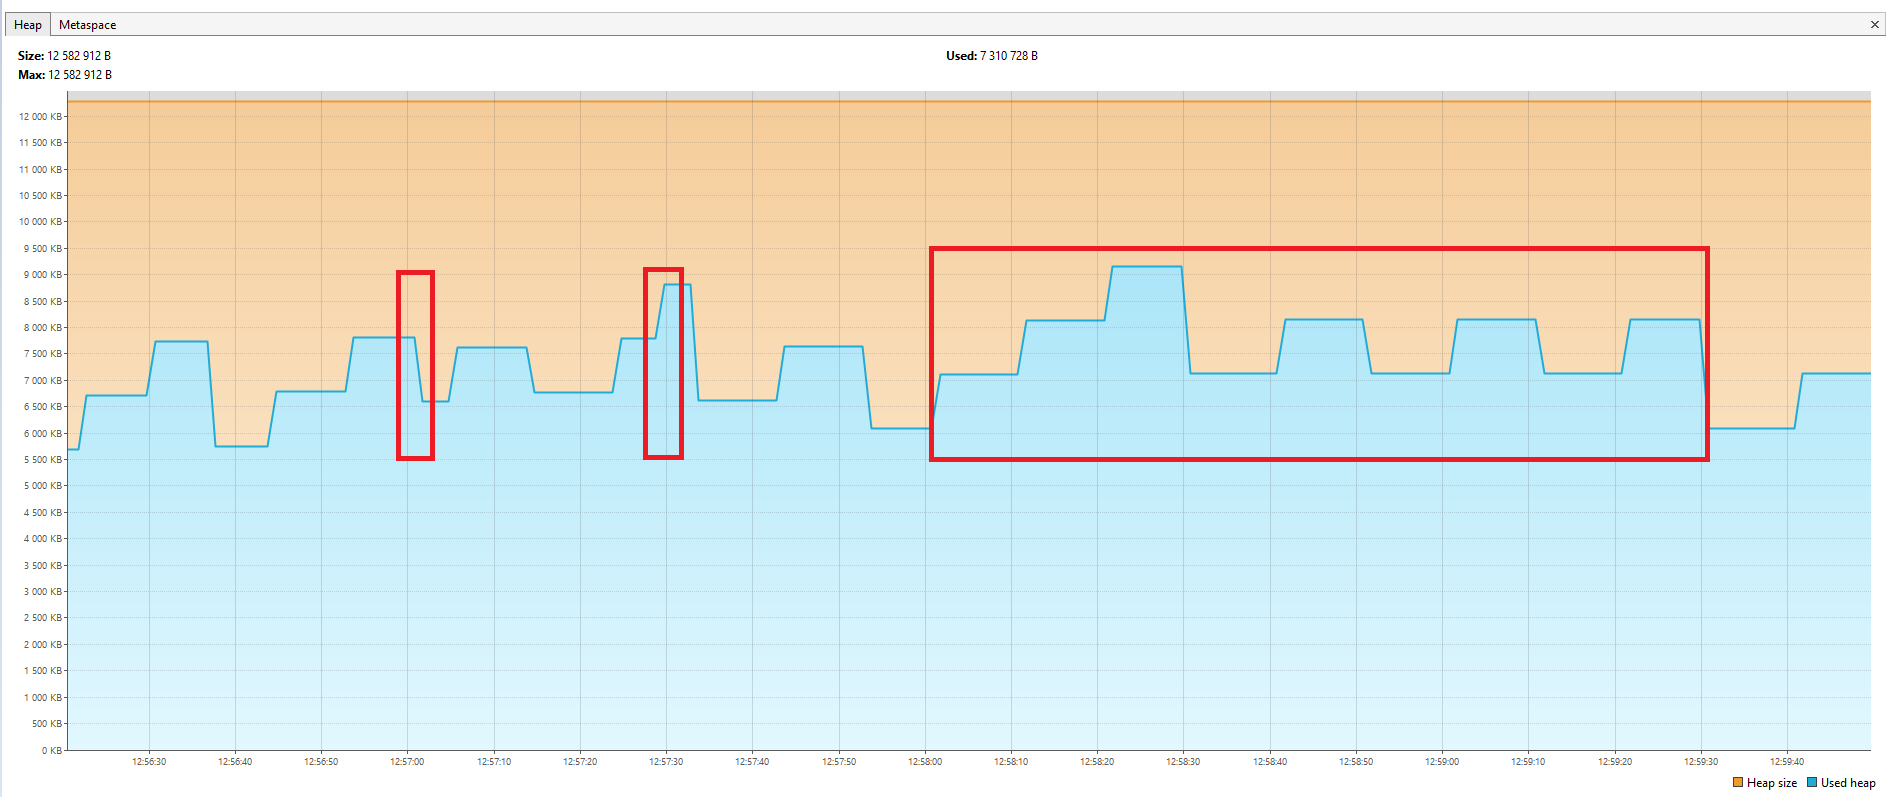 Heap Metaspace ×
Size: 12 582 912 B Used: 7 310 728 B
Max: 12 582 912 B
12 000 KB
11 500 KB
11 000 KB
10 500 KB
10 000 KB
9 500 KB
9 000 KB
8 500 KB
8 000 KB
7 500 KB
7 000 KB
6 500 KB
6 000 KB
5 500 KB
5 000 KB
4 500 KB
4 000 KB
3 500 KB
3 000 KB
2 500 KB
2 000 KB
1 500 KB
1 000 KB
500 KB
0 KB
12:56:30 12:56:40 12:56:50 12:57:00 12:57:10 12:57:20 12:57:30 12:57:40 12:57:50 12:58:00 12:58:10 12:58:20 12:58:30 12:58:40 12:58:50 12:59:00 12:59:10 12:59:20 12:59:30 12:59:40
Heap size Used heap